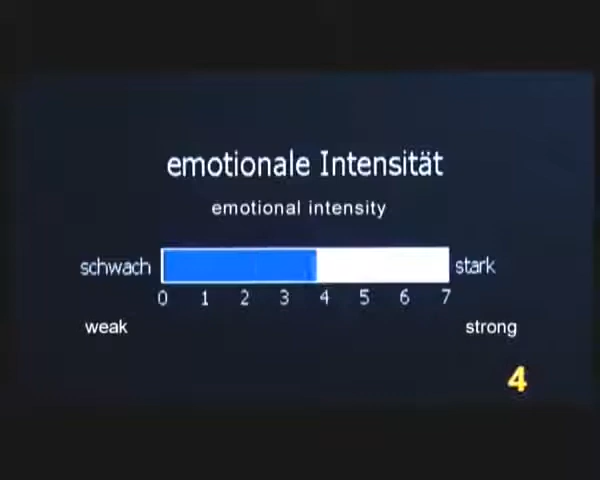 emotionale Intensität
emotional intensity
schwach stark
0 1 2 3 4 5 6 7
weak strong
4